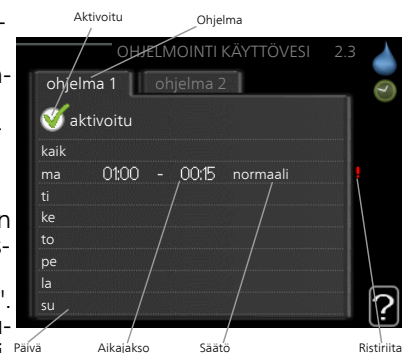 Aktivoitu
Ohjelma
OHJELMOINTI KÄYTTÖVESI 2.3
ohjelma 1 ohjelma 2
aktivoitu
kaik
ma 01:00 - 00:15 normaali !
ti
ke
to
pe
la
su
?
Päivä Aikajakso Säätö Ristiriita